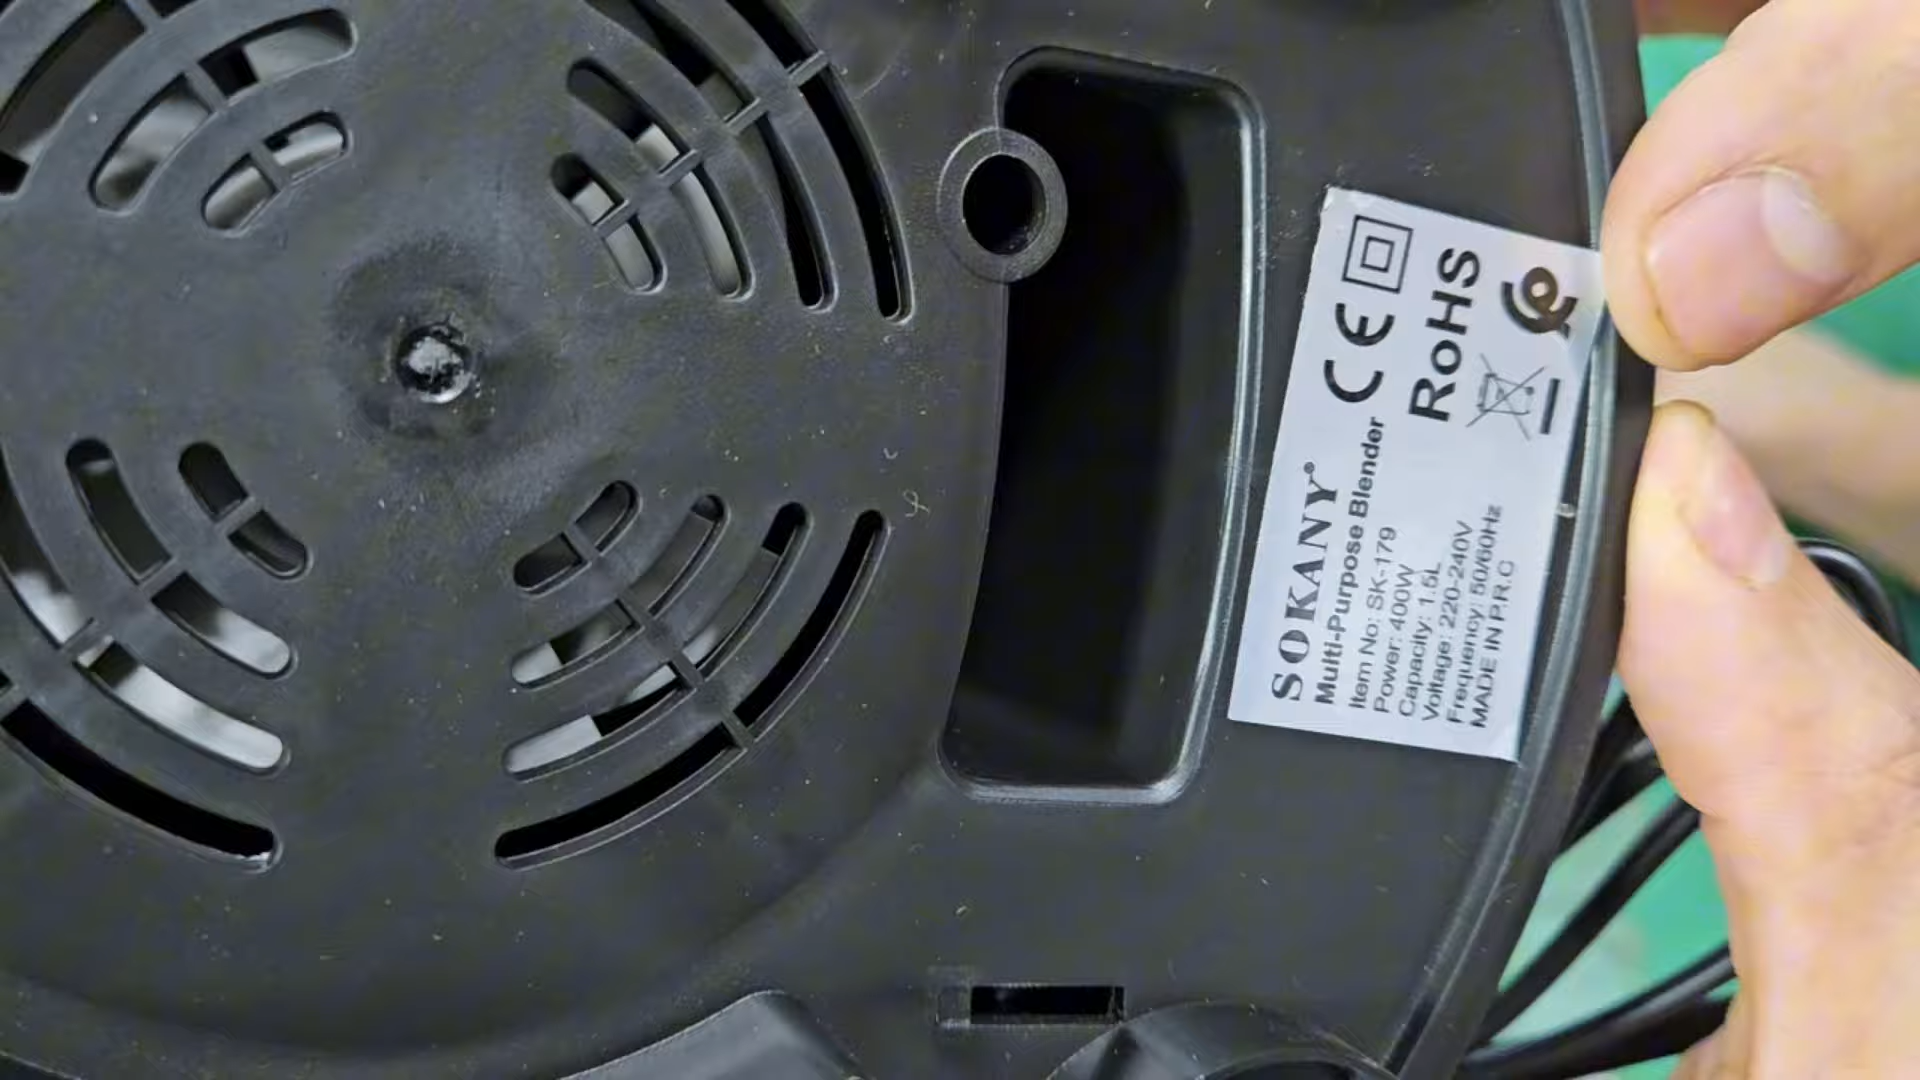 SOKANY®
Multi-Purpose Blender
Item No: SK-179
Power: 400W
Capacity: 1.5L
Voltage: 220-240V
Frequency: 50/60Hz
MADE IN P.R.C
CE
RoHS